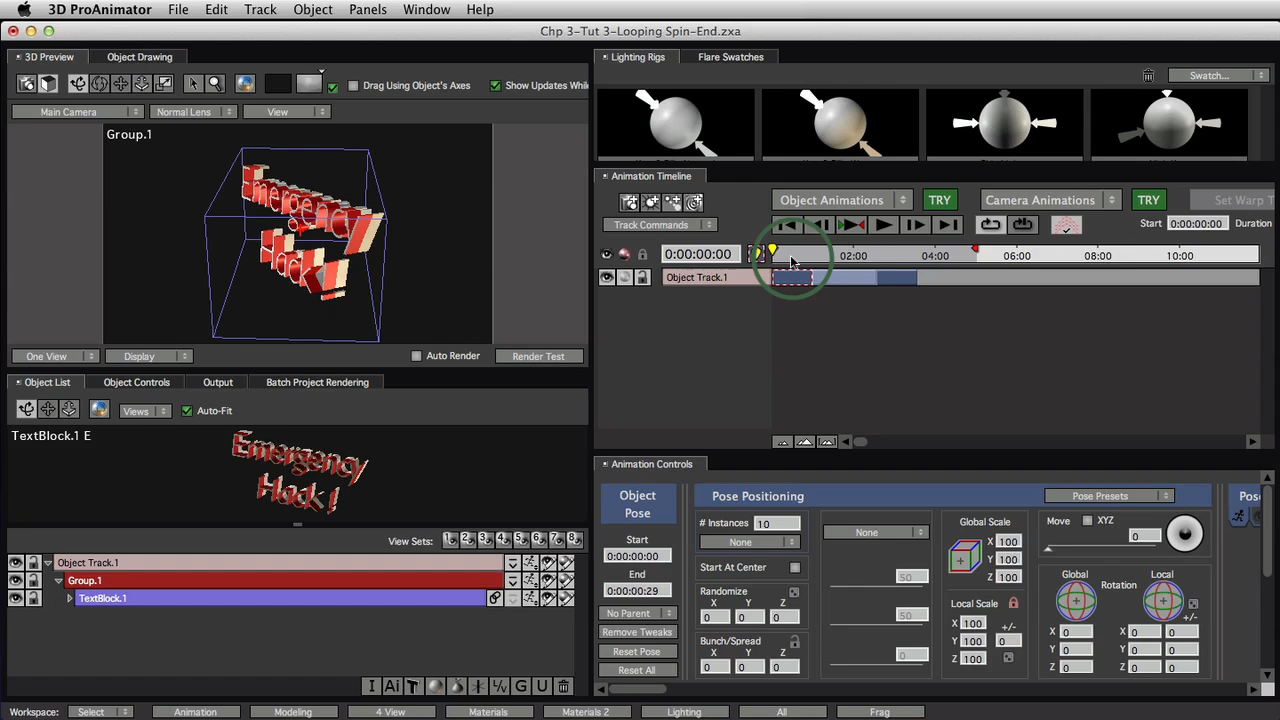 3D ProAnimator File Edit Track Object Panels Window Help
Chp 3-Tut 3-Looping Spin-End.zxa
3D Preview Object Drawing
Drag Using Object's Axes Show Updates Whil
Main Camera Normal Lens View
Group.1
Emergency
Hack!
One View Display Auto Render Render Test
Object List Object Controls Output Batch Project Rendering
Views Auto-Fit
TextBlock.1 E
Emergency
Hack !
View Sets: 1 2 3 4 5 6 7 8
Object Track.1
Group.1
TextBlock.1
I Ai T G U
Lighting Rigs Flare Swatches
Swatch...
Animation Timeline
Object Animations TRY Camera Animations TRY Set Warp T
Track Commands Start 0:00:00:00 Duration
0:00:00:00 02:00 04:00 06:00 08:00 10:00
Object Track.1
Animation Controls
Object Pose
Start
0:00:00:00
End
0:00:00:29
No Parent
Remove Tweaks
Reset Pose
Reset All
Pose Positioning Pose Presets
# Instances 10
None
Start At Center
Randomize
X Y Z
0 0 0
Bunch/Spread
X Y Z
0 0 0
None
50
50
0
Global Scale
X 100
Y 100
Z 100
Local Scale
X 100 +/-
Y 100 0
Z 100
Move XYZ 0
Global Rotation Local
+/-
X 0 X 0 0
Y 0 Y 0 0
Z 0 Z 0 0
Pos
Workspace: Select Animation Modeling 4 View Materials Materials 2 Lighting All Frag